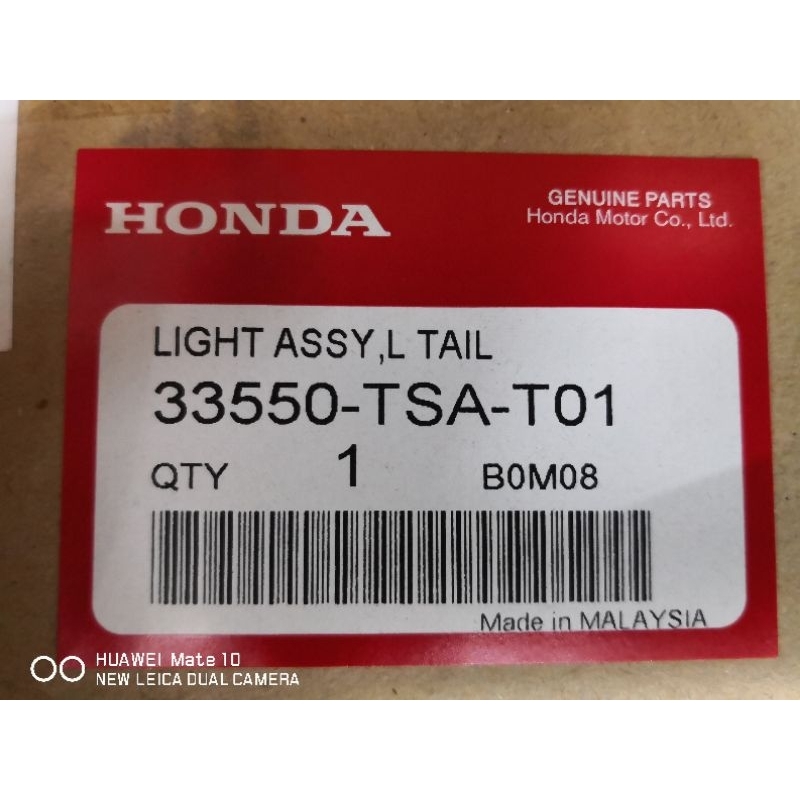 HONDA
GENUINE PARTS
Honda Motor Co., Ltd.
LIGHT ASSY,L TAIL
33550-TSA-T01
QTY 1 B0M08
Made in MALAYSIA
HUAWEI Mate 10
NEW LEICA DUAL CAMERA